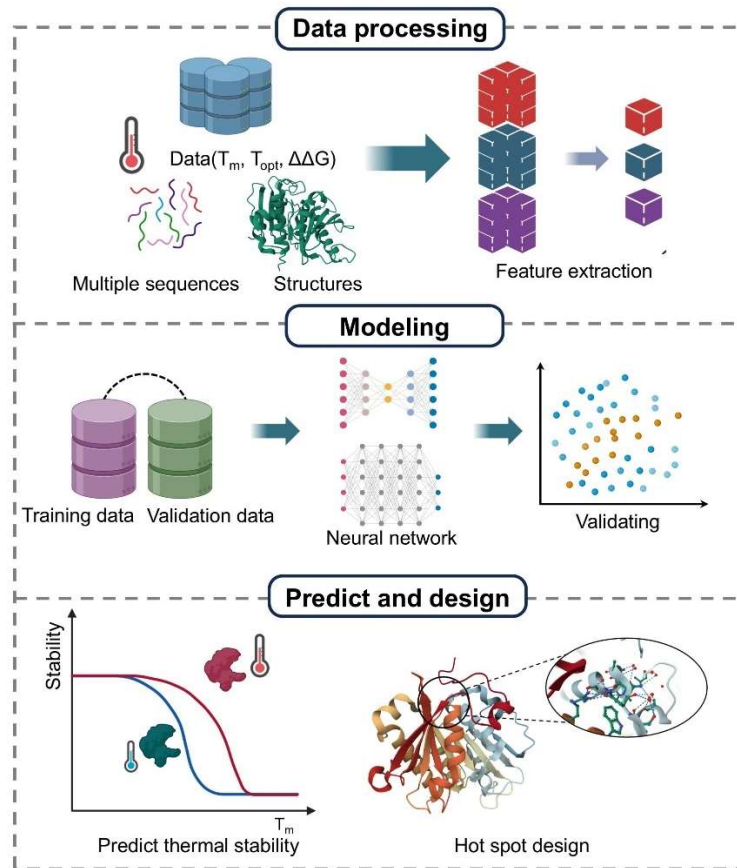 Data processing
Data(Tm, Topt, ΔΔG)
Multiple sequences
Structures
Feature extraction
Modeling
Training data
Validation data
Neural network
Validating
Predict and design
Stability
Tm
Predict thermal stability
Hot spot design